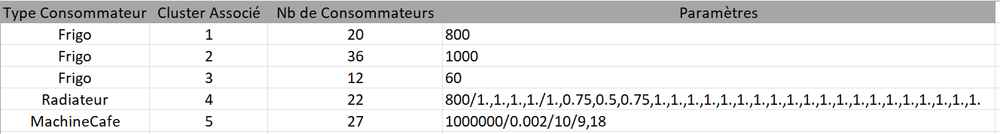 Type Consommateur Cluster Associé Nb de Consommateurs Paramètres
Frigo 1 20 800
Frigo 2 36 1000
Frigo 3 12 60
Radiateur 4 22 800/1.,1.,1.,1./1.,0.75,0.5,0.75,1.,1.,1.,1.,1.,1.,1.,1.,1.,1.,1.,1.,1.,1.,1.,1.,1.,1.,1.,1.
MachineCafe 5 27 1000000/0.002/10/9,18